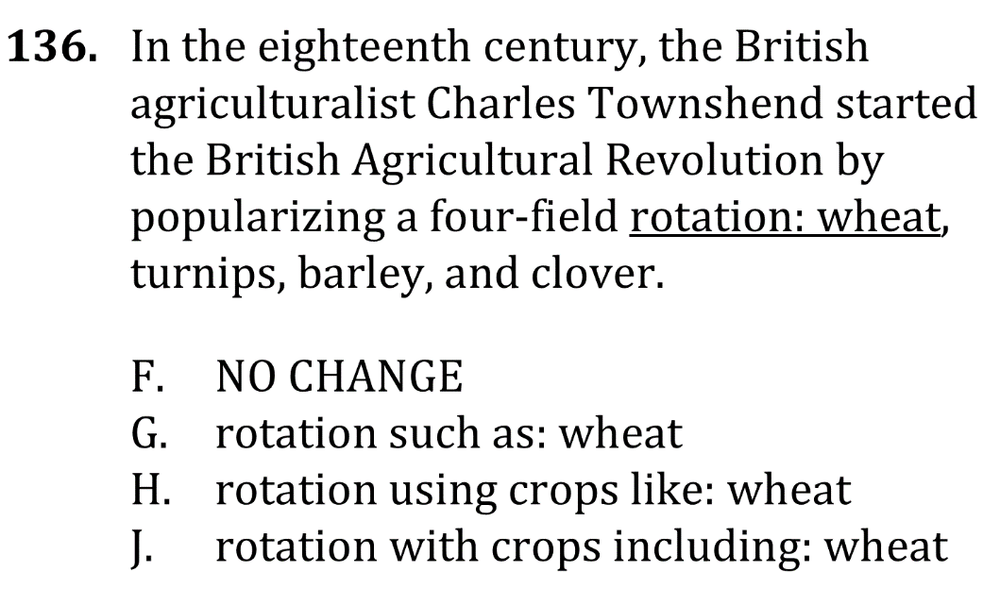 136. In the eighteenth century, the British
agriculturalist Charles Townshend started
the British Agricultural Revolution by
popularizing a four-field rotation: wheat,
turnips, barley, and clover.
F. NO CHANGE
G. rotation such as: wheat
H. rotation using crops like: wheat
J. rotation with crops including: wheat